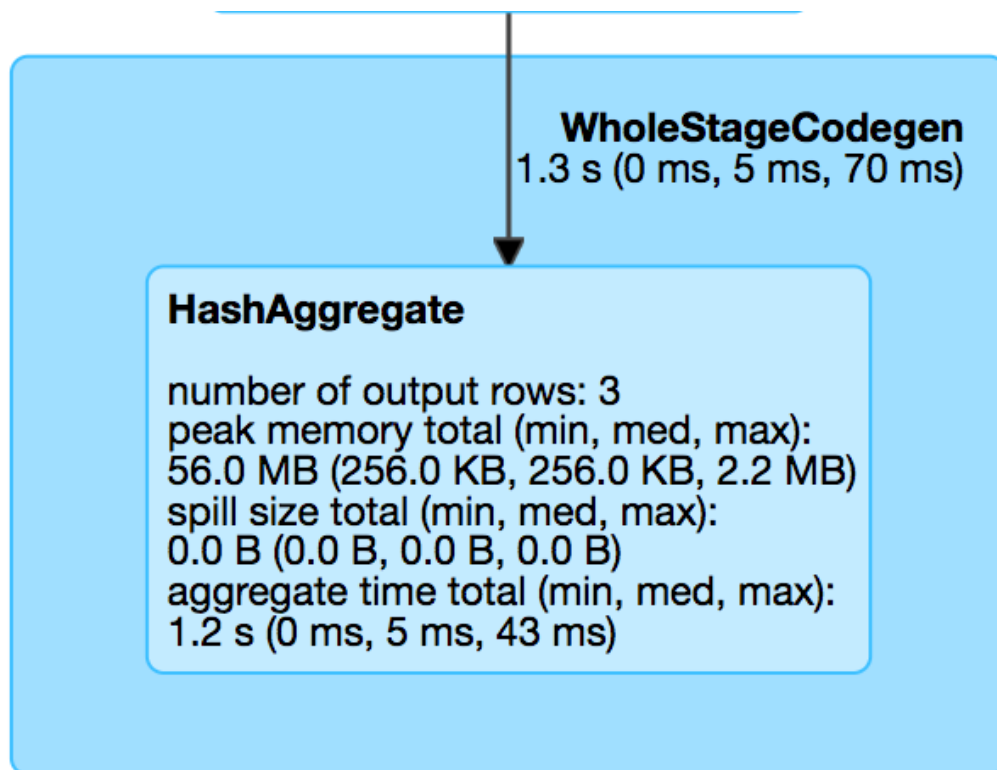 WholeStageCodegen
1.3 s (0 ms, 5 ms, 70 ms)
HashAggregate
number of output rows: 3
peak memory total (min, med, max):
56.0 MB (256.0 KB, 256.0 KB, 2.2 MB)
spill size total (min, med, max):
0.0 B (0.0 B, 0.0 B, 0.0 B)
aggregate time total (min, med, max):
1.2 s (0 ms, 5 ms, 43 ms)